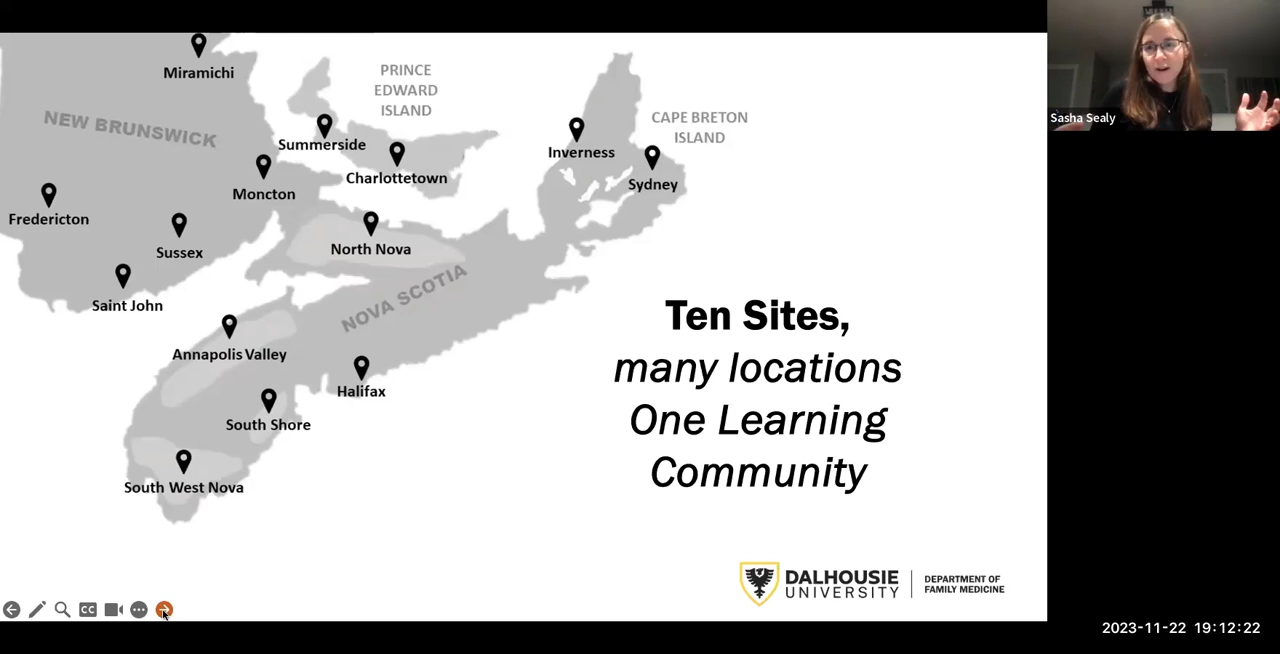 Miramichi
NEW BRUNSWICK
PRINCE
EDWARD
ISLAND
CAPE BRETON
ISLAND
Summerside
Charlottetown
Moncton
Inverness
Sydney
Fredericton
Sussex
North Nova
Saint John
NOVA SCOTIA
Annapolis Valley
Halifax
South Shore
South West Nova
Ten Sites,
many locations
One Learning
Community
DALHOUSIE
UNIVERSITY
DEPARTMENT OF
FAMILY MEDICINE
CC
Sasha Sealy
2023-11-22 19:12:22